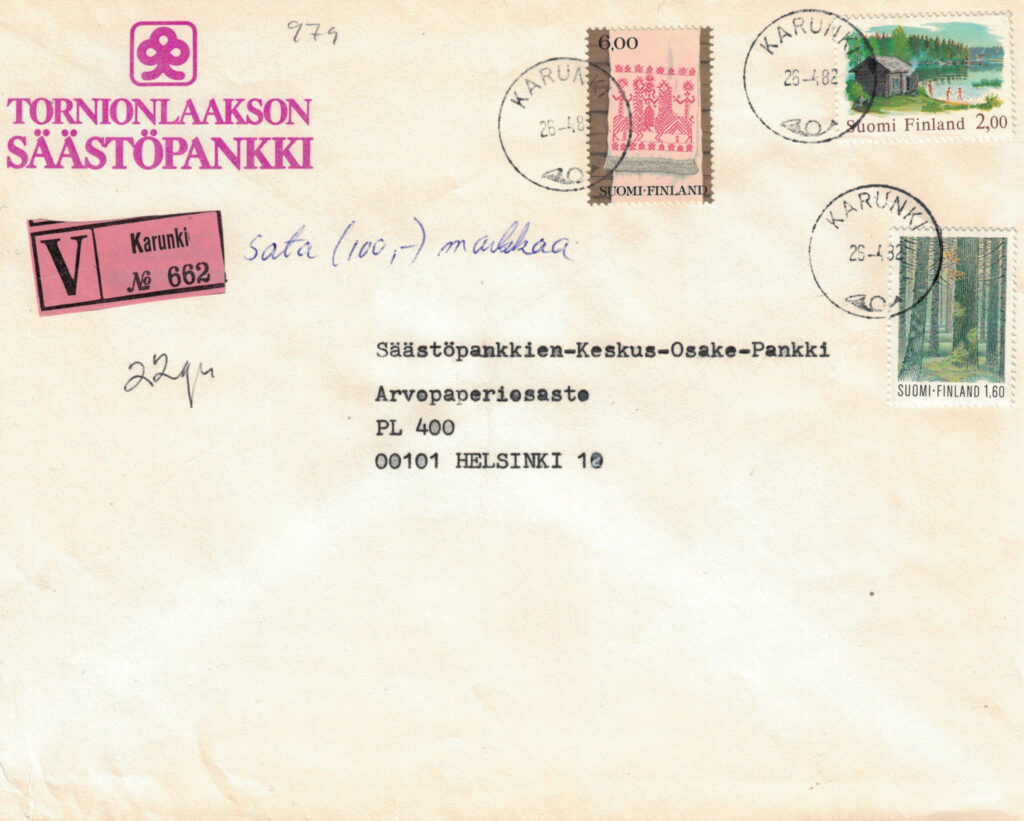 97g
TORNIONLAAKSON
SÄÄSTÖPANKKI
KARUNKI
26-4.82
6,00
SUOMI·FINLAND
KARUNKI
26-4.82
Suomi Finland 2,00
V
Karunki
№ 662
sata (100,-) markkaa
KARUNKI
26-4.82
SUOMI·FINLAND 1,60
Säästöpankkien-Keskus-Osake-Pankki
Arvopaperiosasto
PL 400
00101 HELSINKI 10